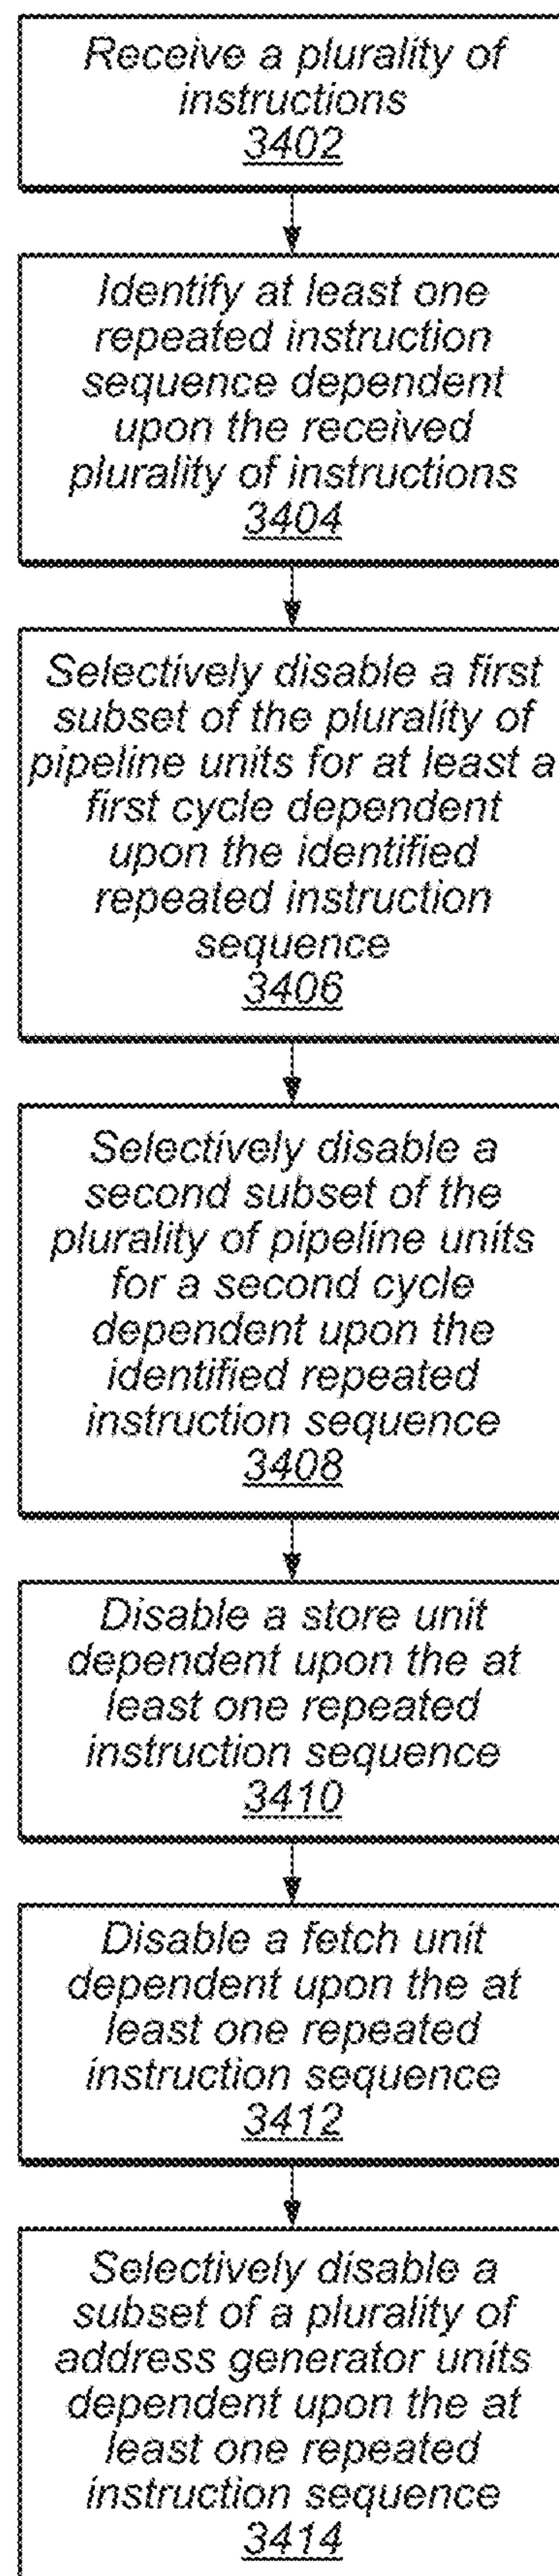 Receive a plurality of
instructions
3402
Identify at least one
repeated instruction
sequence dependent
upon the received
plurality of instructions
3404
Selectively disable a first
subset of the plurality of
pipeline units for at least a
first cycle dependent
upon the identified
repeated instruction
sequence
3406
Selectively disable a
second subset of the
plurality of pipeline units
for a second cycle
dependent upon the
identified repeated
instruction sequence
3408
Disable a store unit
dependent upon the at
least one repeated
instruction sequence
3410
Disable a fetch unit
dependent upon the at
least one repeated
instruction sequence
3412
Selectively disable a
subset of a plurality of
address generator units
dependent upon the at
least one repeated
instruction sequence
3414